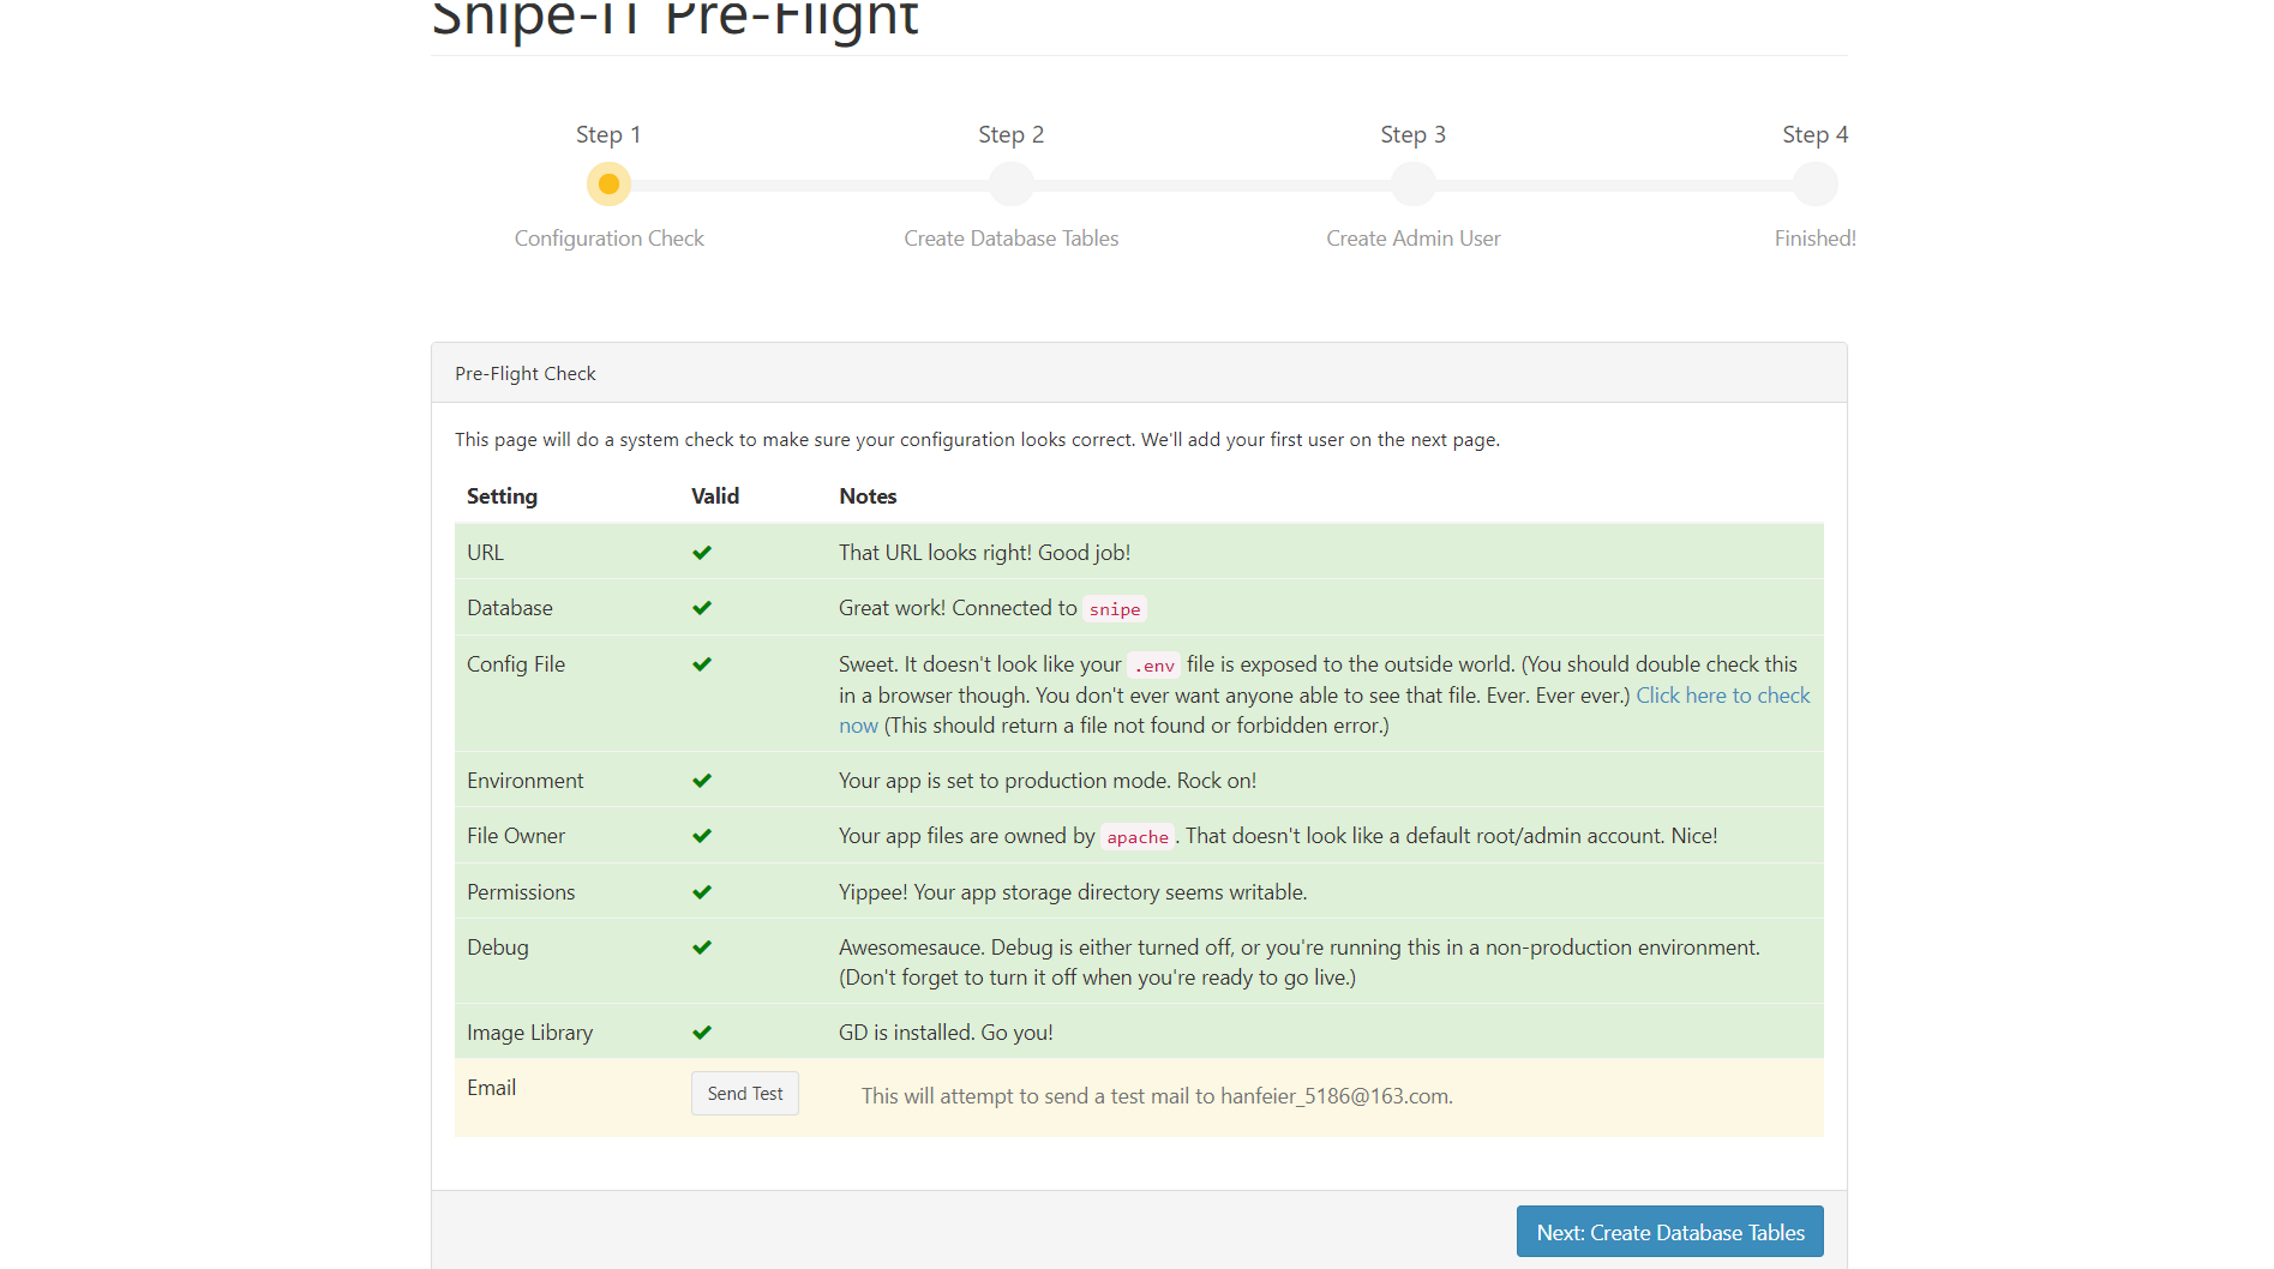 Snipe-IT Pre-Flight
Step 1
Step 2
Step 3
Step 4
Configuration Check
Create Database Tables
Create Admin User
Finished!
Pre-Flight Check
This page will do a system check to make sure your configuration looks correct. We'll add your first user on the next page.
Setting Valid Notes
URL That URL looks right! Good job!
Database Great work! Connected to snipe
Config File Sweet. It doesn't look like your .env file is exposed to the outside world. (You should double check this
in a browser though. You don't ever want anyone able to see that file. Ever. Ever ever.) Click here to check
now (This should return a file not found or forbidden error.)
Environment Your app is set to production mode. Rock on!
File Owner Your app files are owned by apache. That doesn't look like a default root/admin account. Nice!
Permissions Yippee! Your app storage directory seems writable.
Debug Awesomesauce. Debug is either turned off, or you're running this in a non-production environment.
(Don't forget to turn it off when you're ready to go live.)
Image Library GD is installed. Go you!
Email Send Test This will attempt to send a test mail to hanfeier_5186@163.com.
Next: Create Database Tables